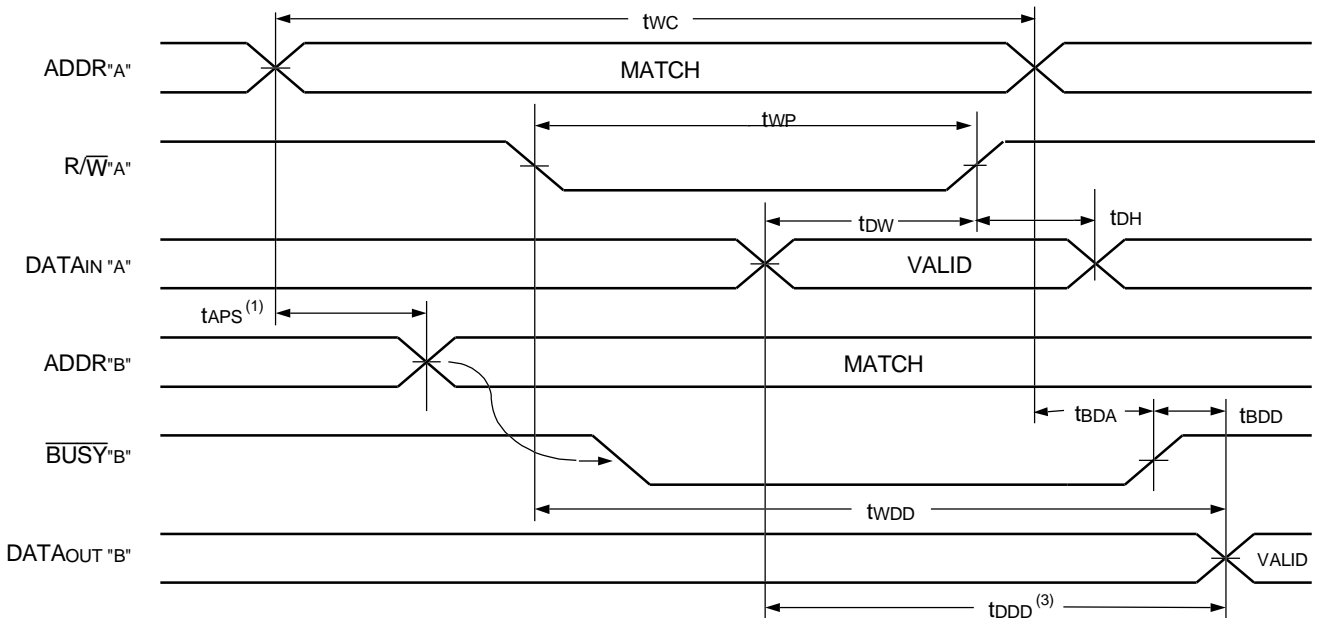 tWC
ADDR"A"
MATCH
tWP
R/W̅"A"
tDW
tDH
DATAIN "A"
VALID
tAPS (1)
ADDR"B"
MATCH
tBDA
tBDD
B̅U̅S̅Y̅"B"
tWDD
DATAOUT "B"
VALID
tDDD (3)